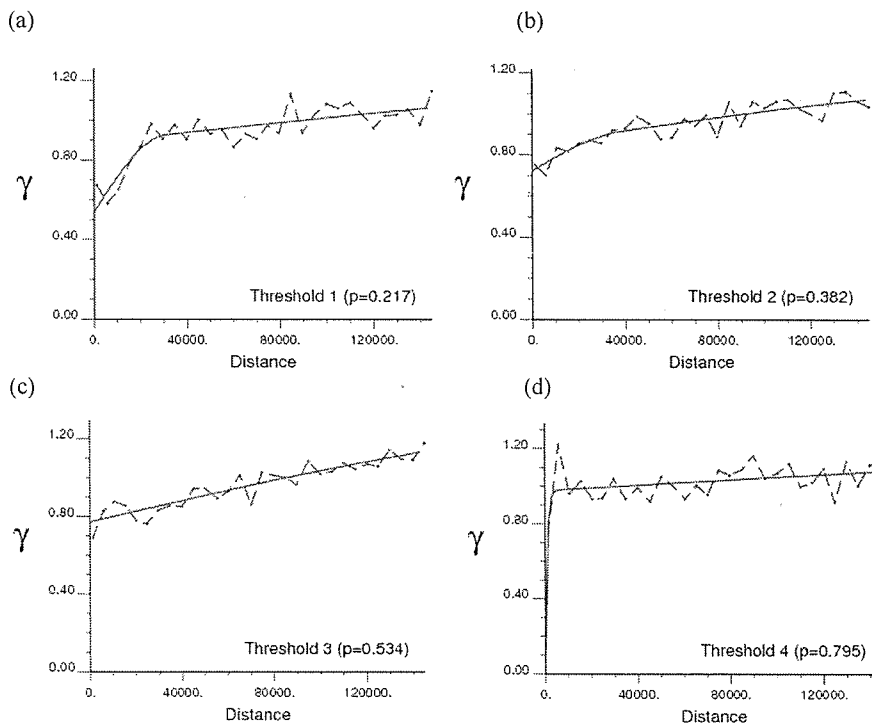 (a)
1.20
0.80
γ
0.40
0.00
Threshold 1 (p=0.217)
0. 40000. 80000. 120000.
Distance
(b)
1.20
0.80
γ
0.40
0.00
Threshold 2 (p=0.382)
0. 40000. 80000. 120000.
Distance
(c)
1.20
0.80
γ
0.40
0.00
Threshold 3 (p=0.534)
0. 40000. 80000. 120000.
Distance
(d)
1.20
0.80
γ
0.40
0.00
Threshold 4 (p=0.795)
0. 40000. 80000. 120000.
Distance